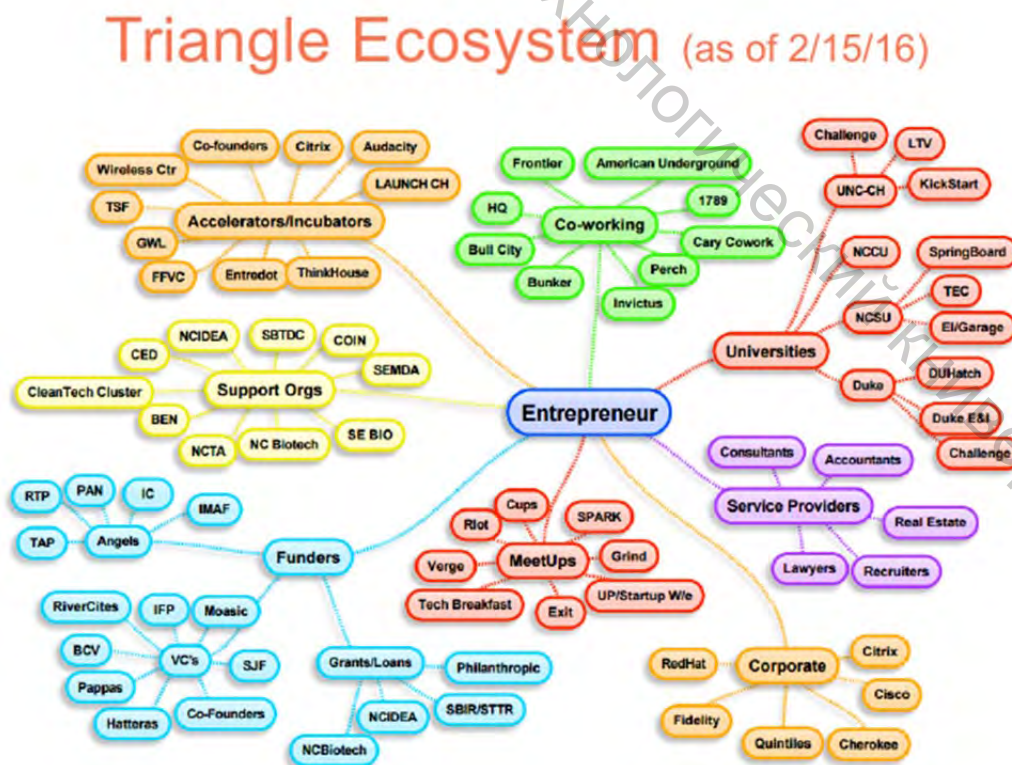 Triangle Ecosystem (as of 2/15/16)
Co-founders
Citrix
Audacity
Wireless Ctr
LAUNCH CH
TSF
Accelerators/Incubators
GWL
FFVC
Entredot
ThinkHouse
Frontier
American Underground
HQ
1789
Co-working
Bull City
Cary Cowork
Bunker
Perch
Invictus
Challenge
LTV
UNC-CH
KickStart
NCCU
SpringBoard
NCSU
TEC
EI/Garage
Universities
Duke
DUHatch
Duke E&I
Challenge
NCIDEA
SBTDC
COIN
CED
SEMDA
CleanTech Cluster
Support Orgs
BEN
NCTA
NC Biotech
SE BIO
Entrepreneur
Consultants
Accountants
Service Providers
Real Estate
Lawyers
Recruiters
RTP
PAN
IC
IMAF
TAP
Angels
Funders
Cups
RIot
SPARK
Verge
MeetUps
Grind
Tech Breakfast
Exit
UP/Startup W/e
RiverCites
IFP
Moasic
BCV
VC's
SJF
Pappas
Hatteras
Co-Founders
Grants/Loans
Philanthropic
NCIDEA
SBIR/STTR
NCBiotech
RedHat
Corporate
Citrix
Cisco
Fidelity
Quintiles
Cherokee